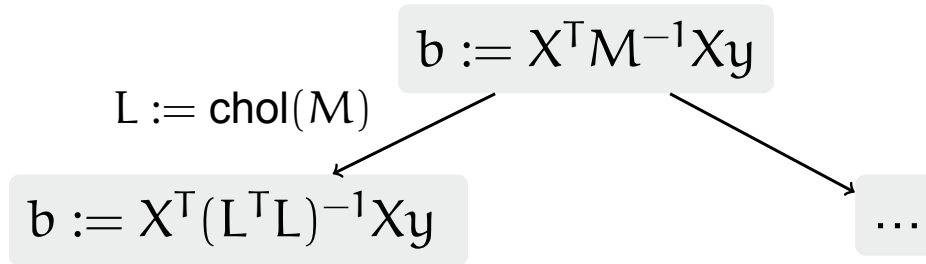 b := XᵀM⁻¹Xy
L := chol(M)
b := Xᵀ(LᵀL)⁻¹Xy
...